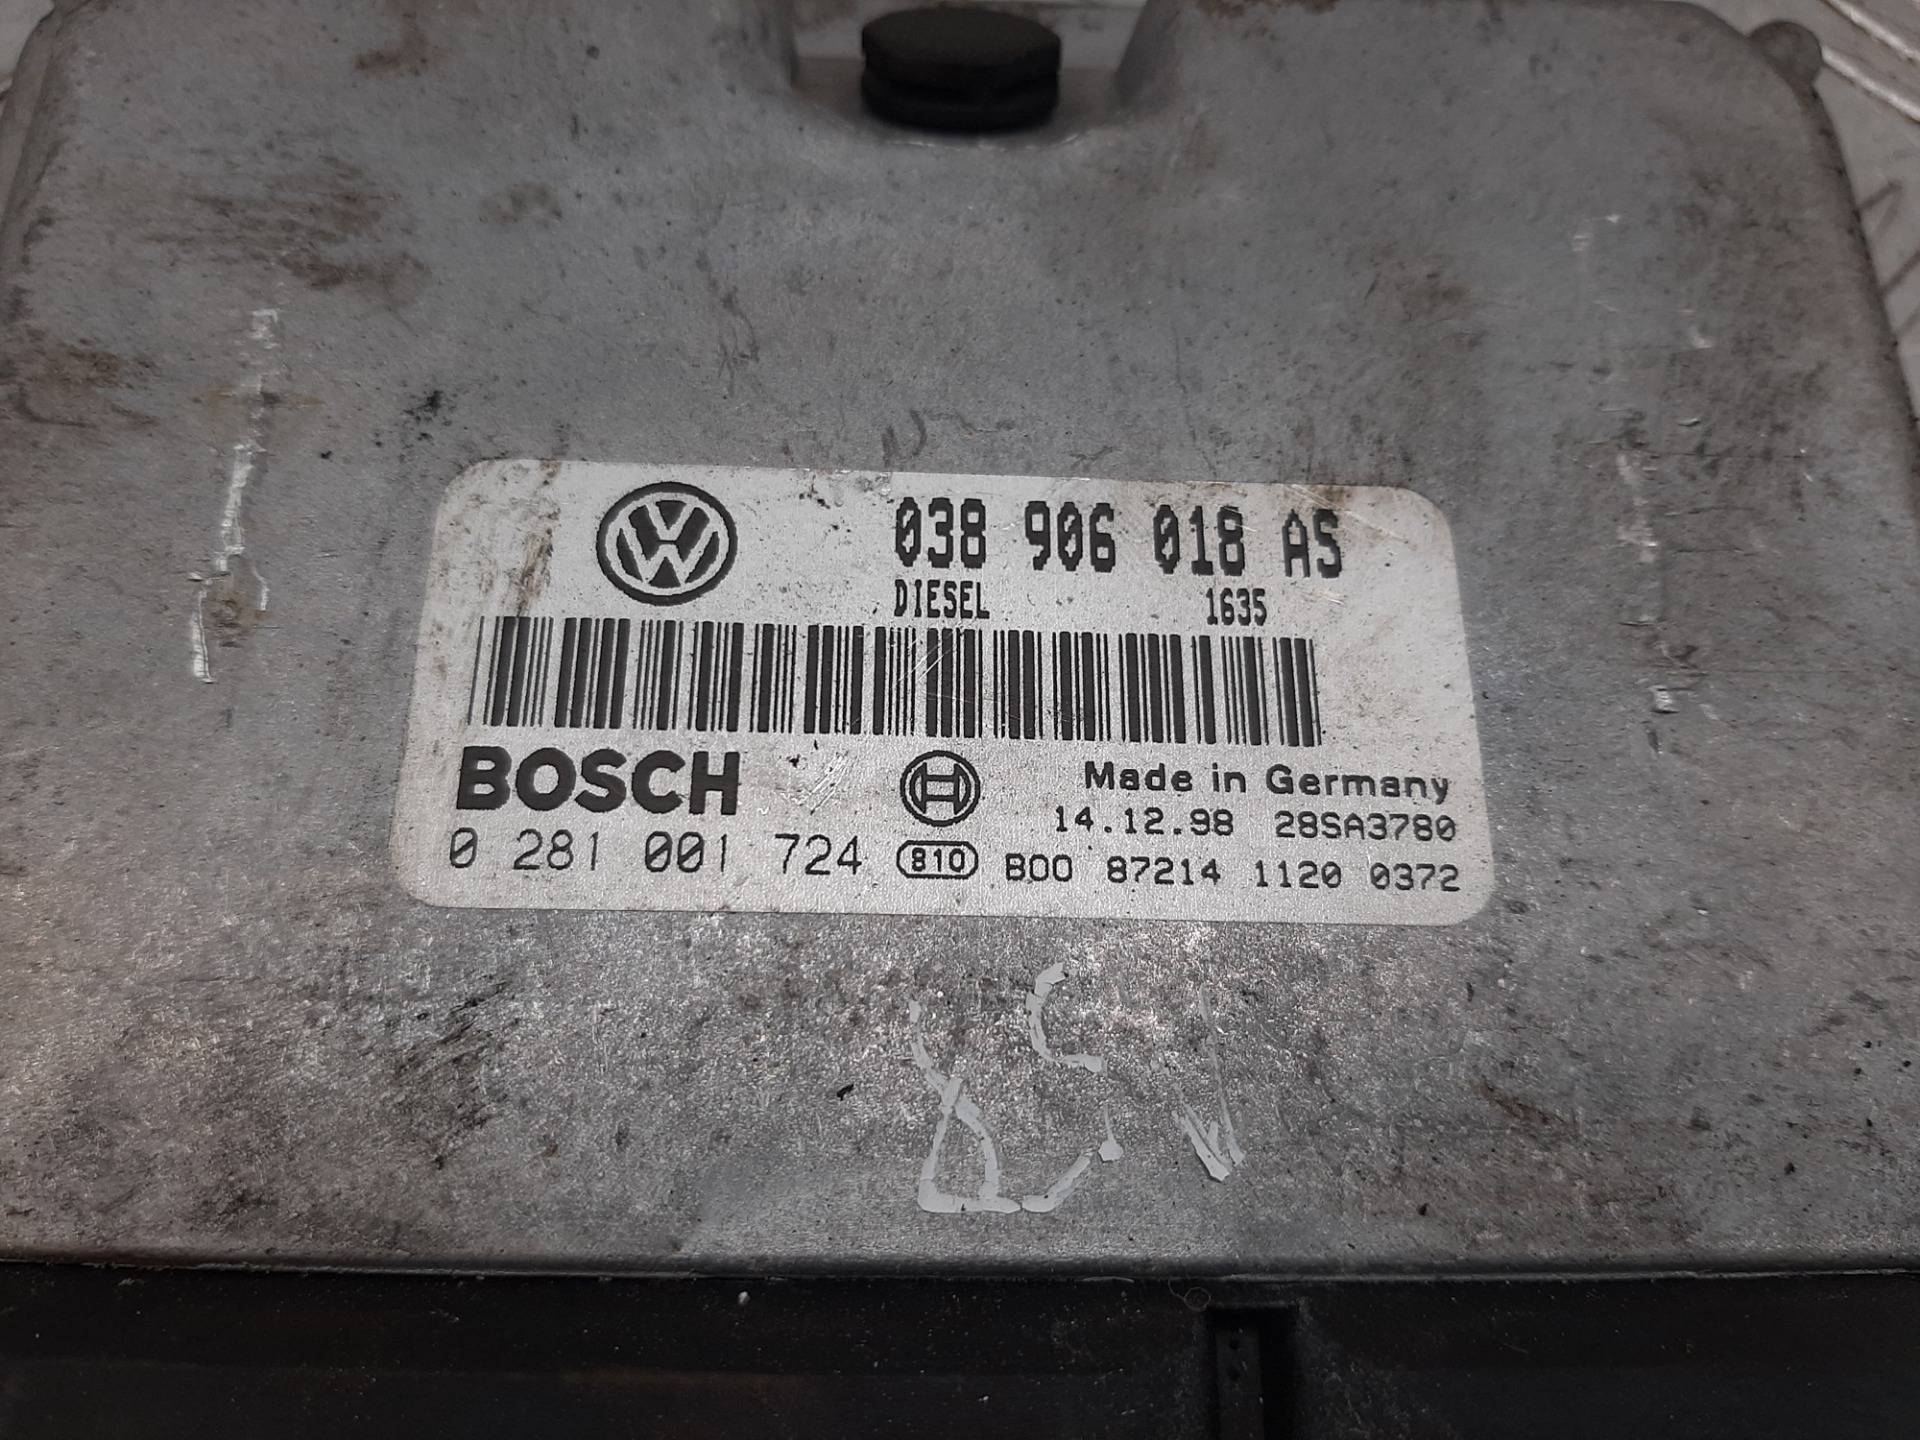 038 906 018 AS
DIESEL 1635
BOSCH
Made in Germany
14.12.98 28SA3780
0 281 001 724 810 B00 87214 1120 0372